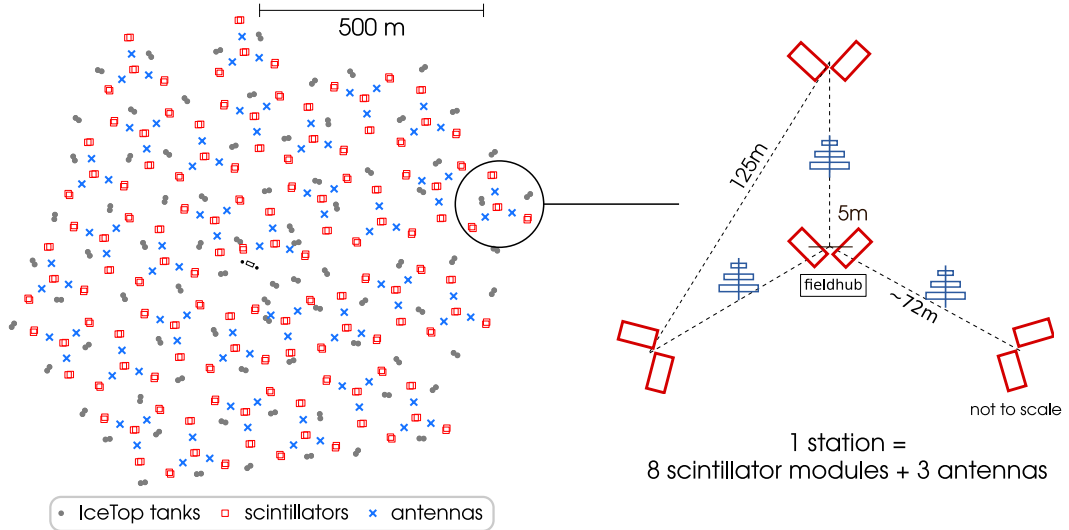 500 m
125m
5m
fieldhub
~72m
not to scale
1 station =
8 scintillator modules + 3 antennas
IceTop tanks scintillators antennas